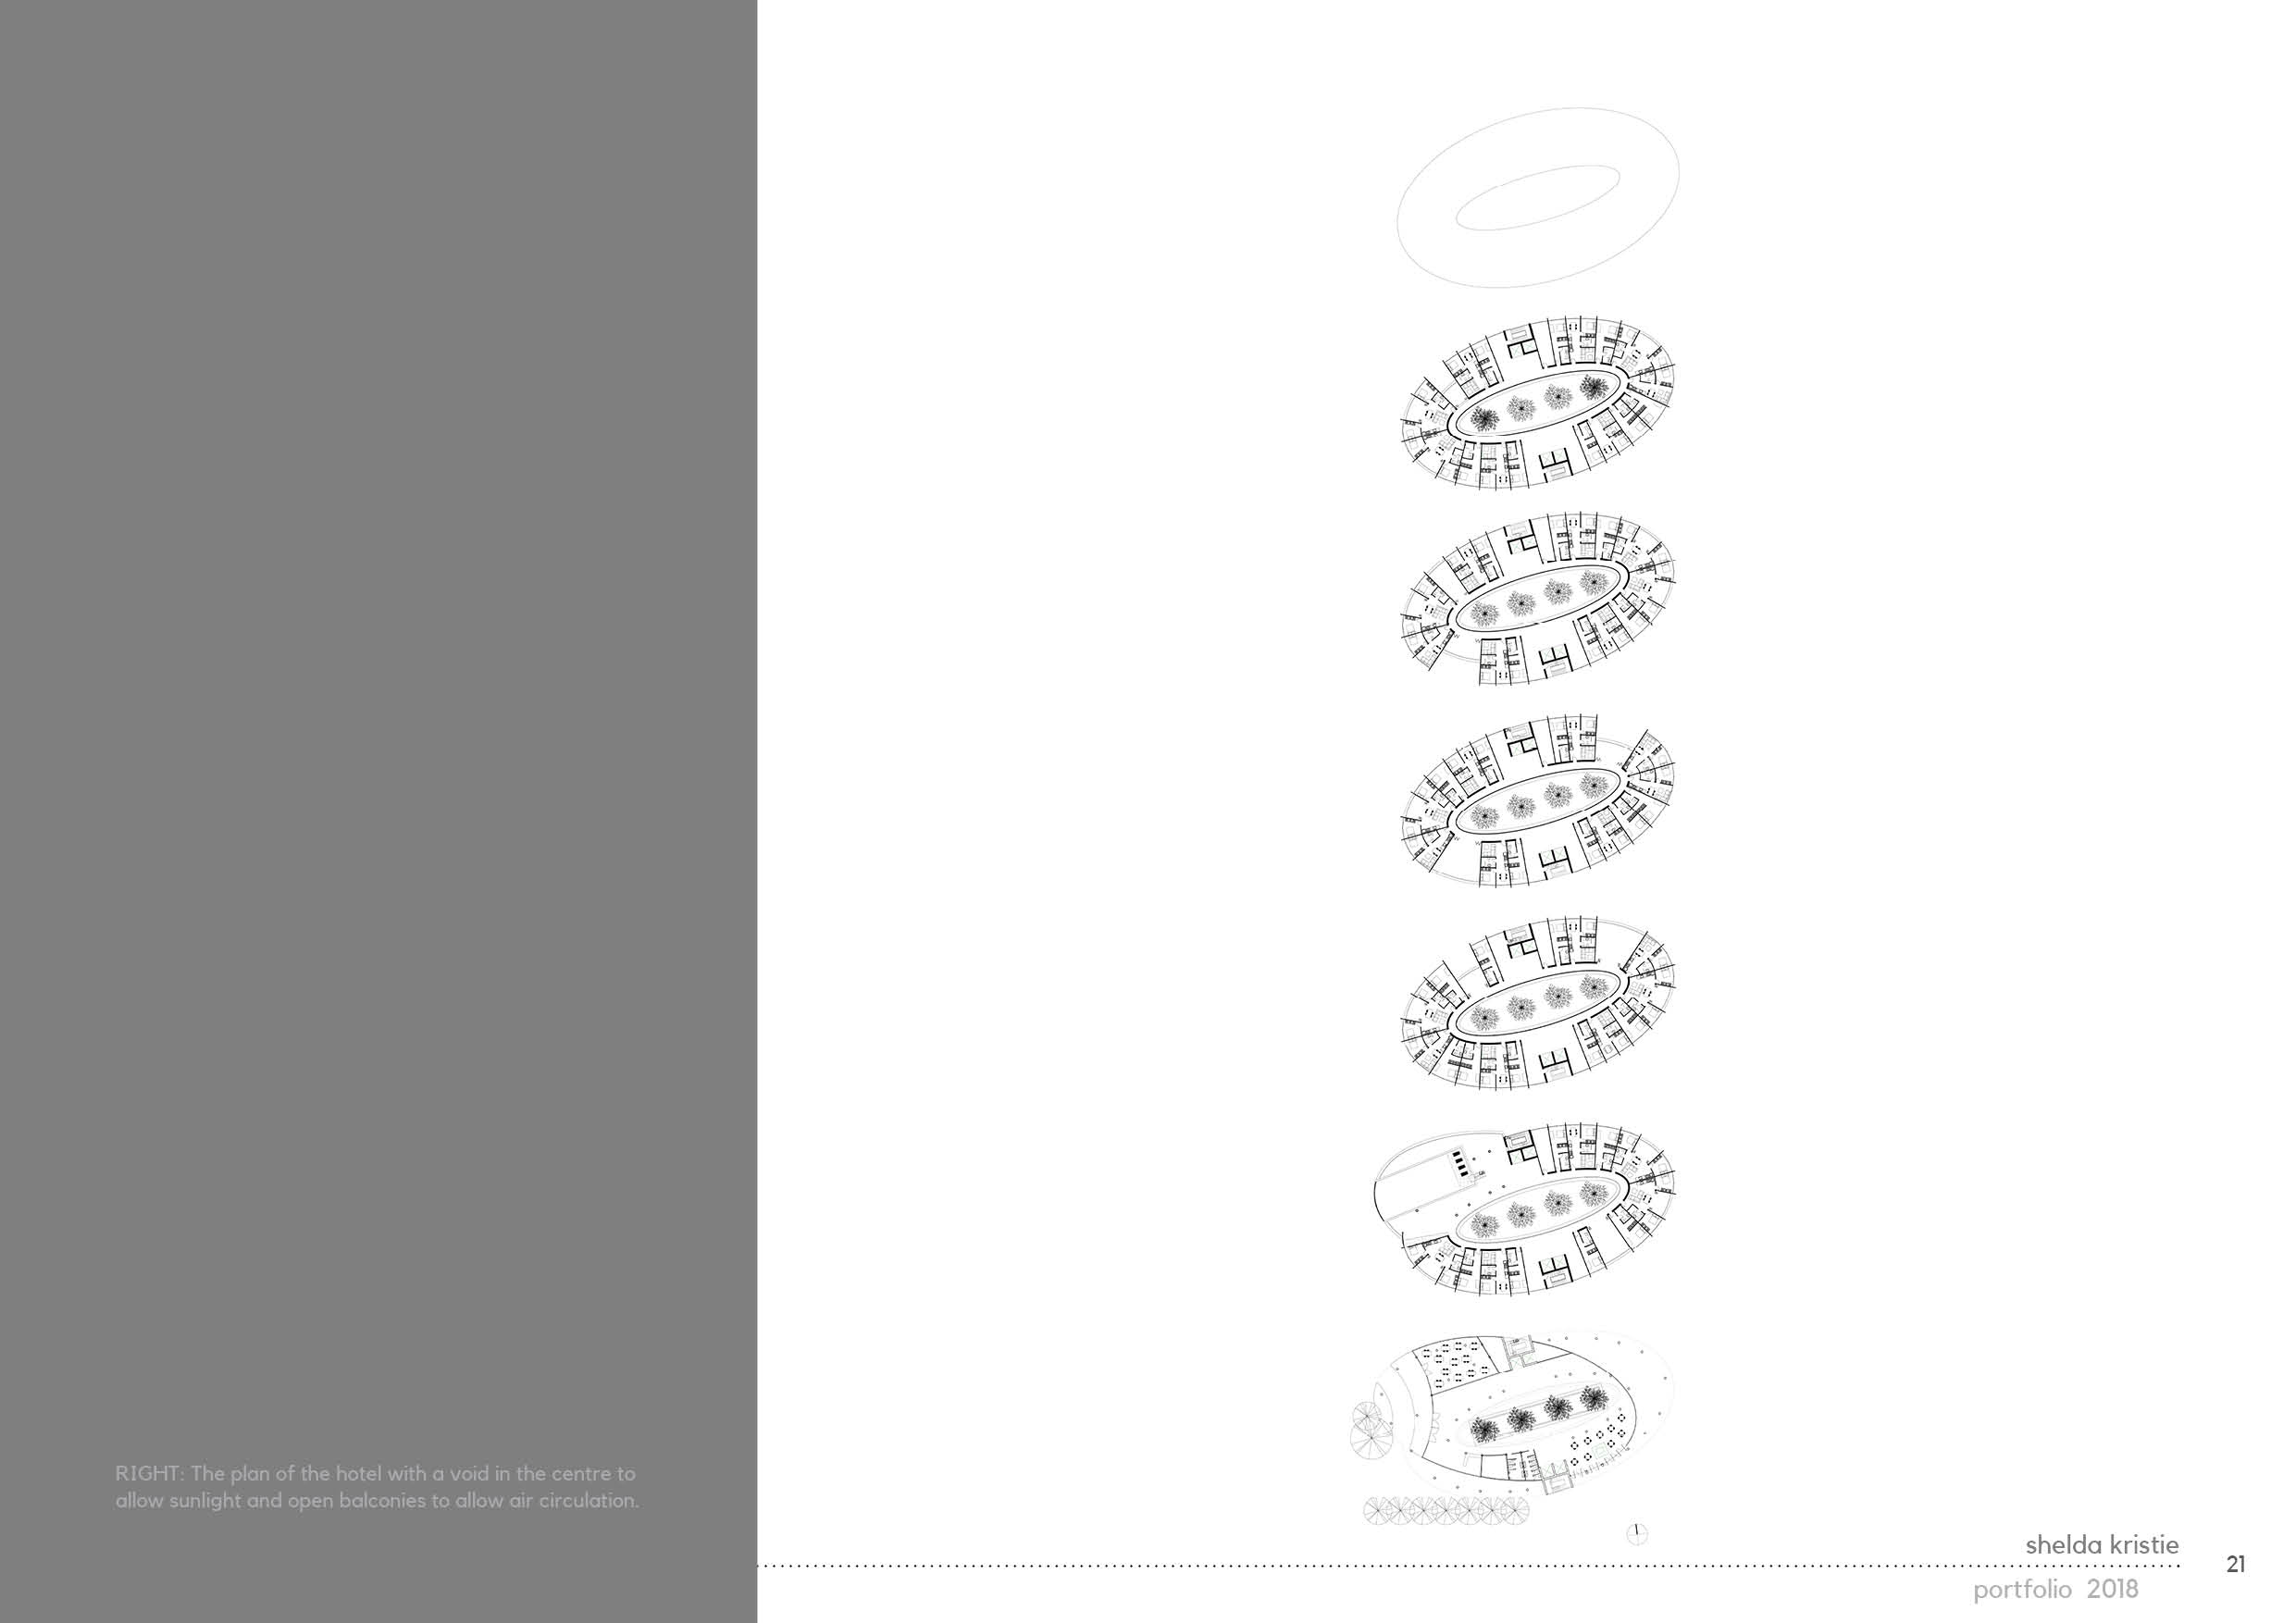 RIGHT: The plan of the hotel with a void in the centre to
allow sunlight and open balconies to allow air circulation.
shelda kristie
21
portfolio 2018